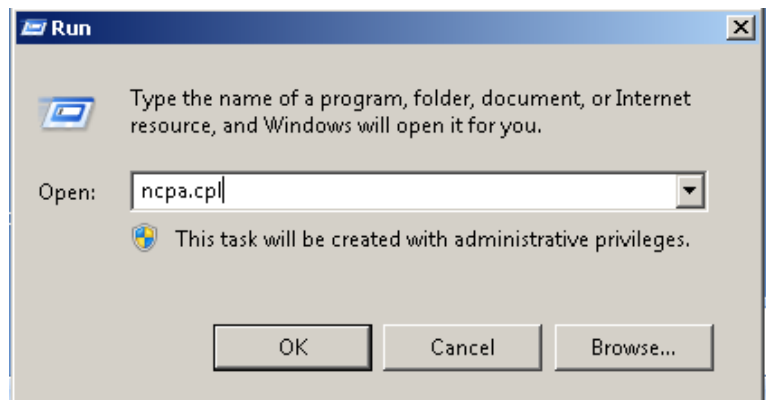 Run
Type the name of a program, folder, document, or Internet
resource, and Windows will open it for you.
Open: ncpa.cpl
This task will be created with administrative privileges.
OK Cancel Browse...